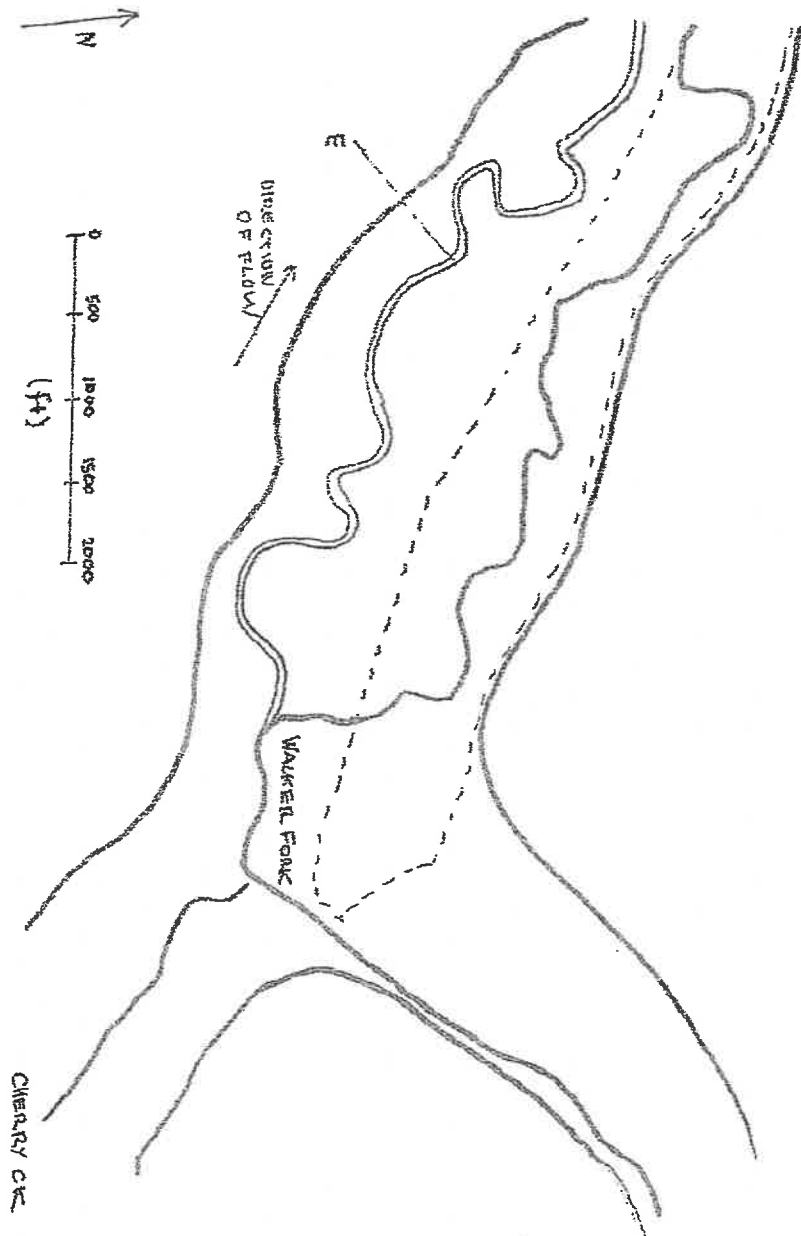 N
E
DIRECTION
OF FLOW
0 500 1000 1500 2000
(ft)
WALKER FORK
CHERRY CK